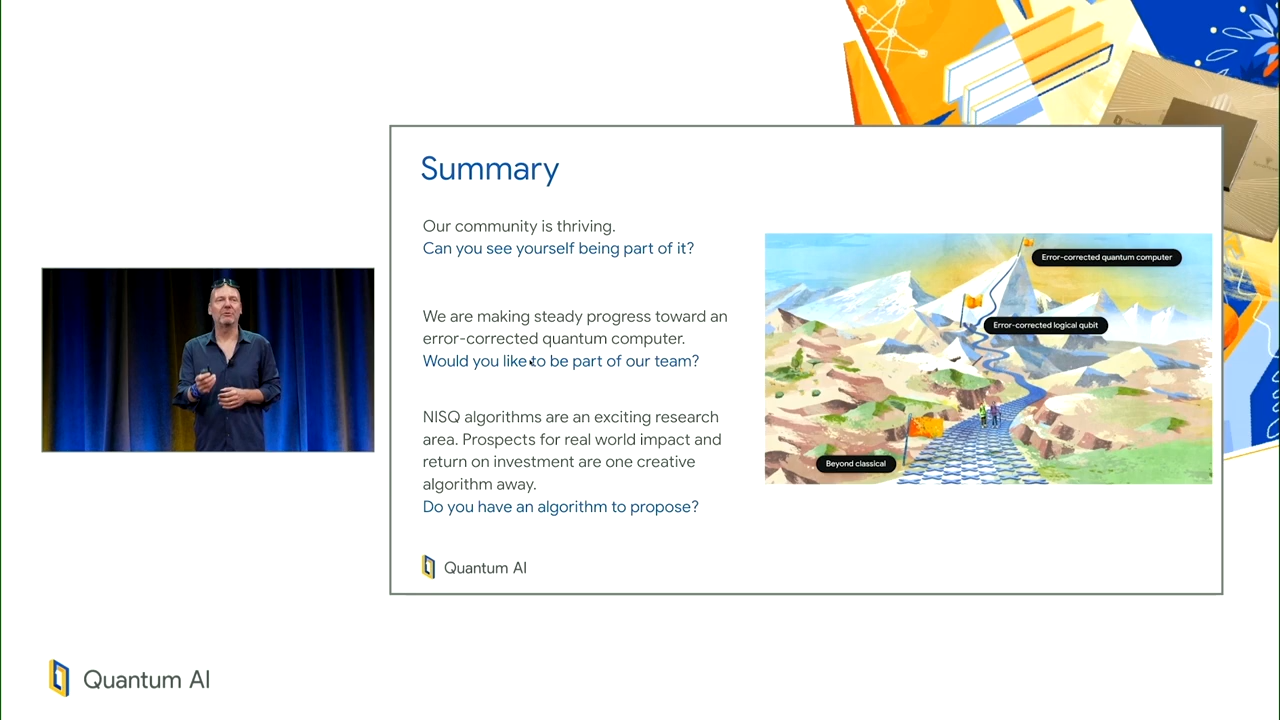 Summary
Our community is thriving.
Can you see yourself being part of it?
We are making steady progress toward an
error-corrected quantum computer.
Would you like to be part of our team?
NISQ algorithms are an exciting research
area. Prospects for real world impact and
return on investment are one creative
algorithm away.
Do you have an algorithm to propose?
Error-corrected quantum computer
Error-corrected logical qubit
Beyond classical
Quantum AI
Quantum AI